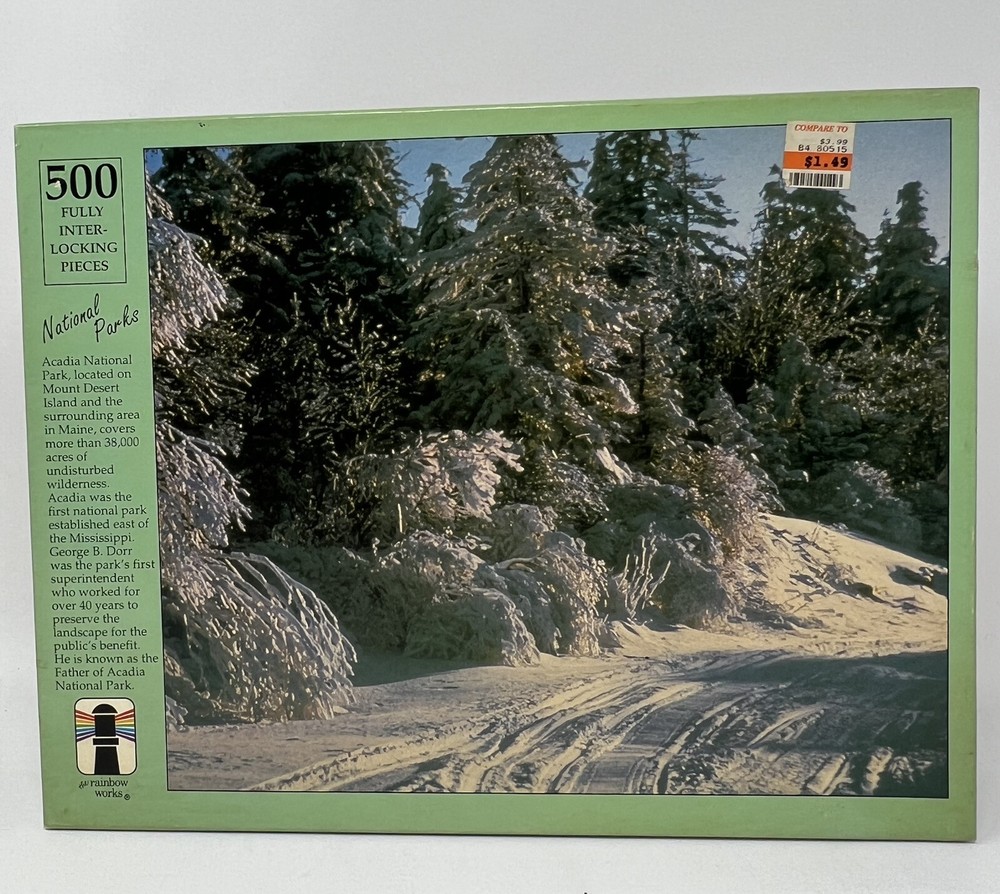 500
FULLY
INTER-
LOCKING
PIECES
National
Parks
Acadia National
Park, located on
Mount Desert
Island and the
surrounding area
in Maine, covers
more than 38,000
acres of
undisturbed
wilderness.
Acadia was the
first national park
established east of
the Mississippi.
George B. Dorr
was the park's first
superintendent
who worked for
over 40 years to
preserve the
landscape for the
public's benefit.
He is known as the
Father of Acadia
National Park.
rainbow
works®
COMPARE TO
$3.99
B4 80515
$1.49